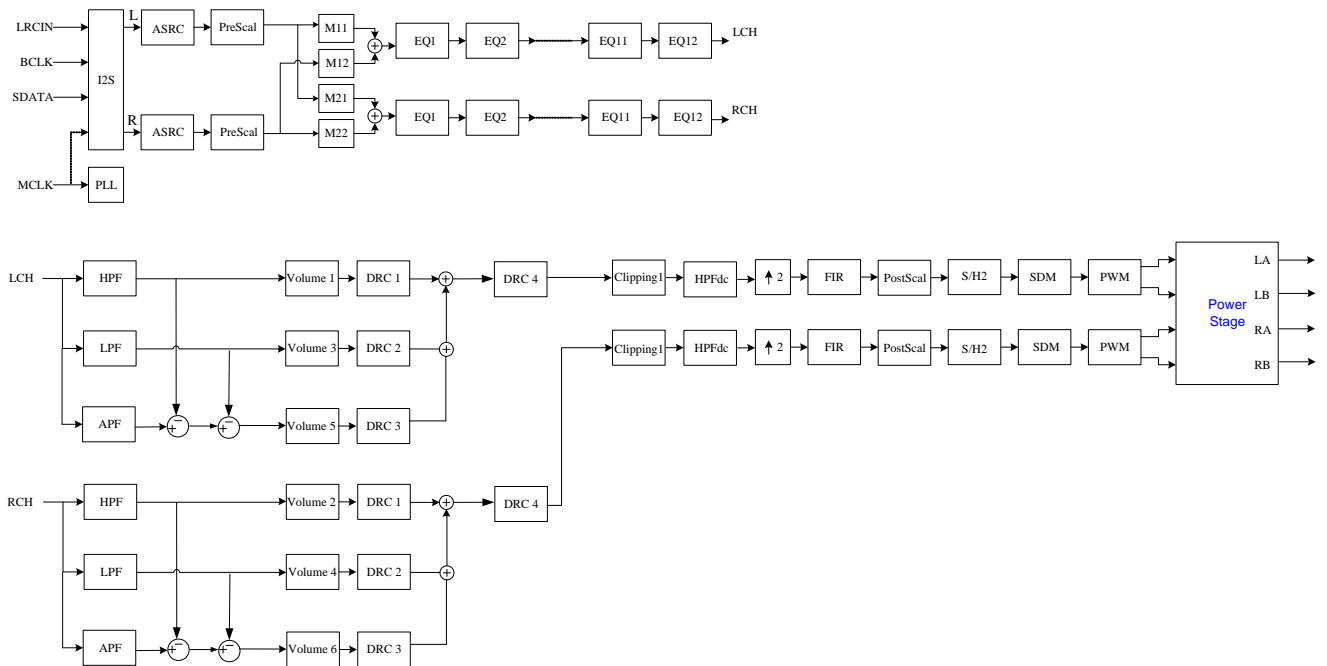 LRCIN
BCLK
SDATA
MCLK
I2S
PLL
L
ASRC
PreScal
R
ASRC
PreScal
M11
M12
M21
M22
+
+
EQ1
EQ2
EQ11
EQ12
LCH
EQ1
EQ2
EQ11
EQ12
RCH
LCH
HPF
Volume 1
DRC 1
+
DRC 4
LPF
Volume 3
DRC 2
+
APF
+ −
+ −
Volume 5
DRC 3
Clipping1
HPFdc
↑ 2
FIR
PostScal
S/H2
SDM
PWM
Clipping1
HPFdc
↑ 2
FIR
PostScal
S/H2
SDM
PWM
Power
Stage
LA
LB
RA
RB
RCH
HPF
Volume 2
DRC 1
+
DRC 4
LPF
Volume 4
DRC 2
+
APF
+ −
+ −
Volume 6
DRC 3